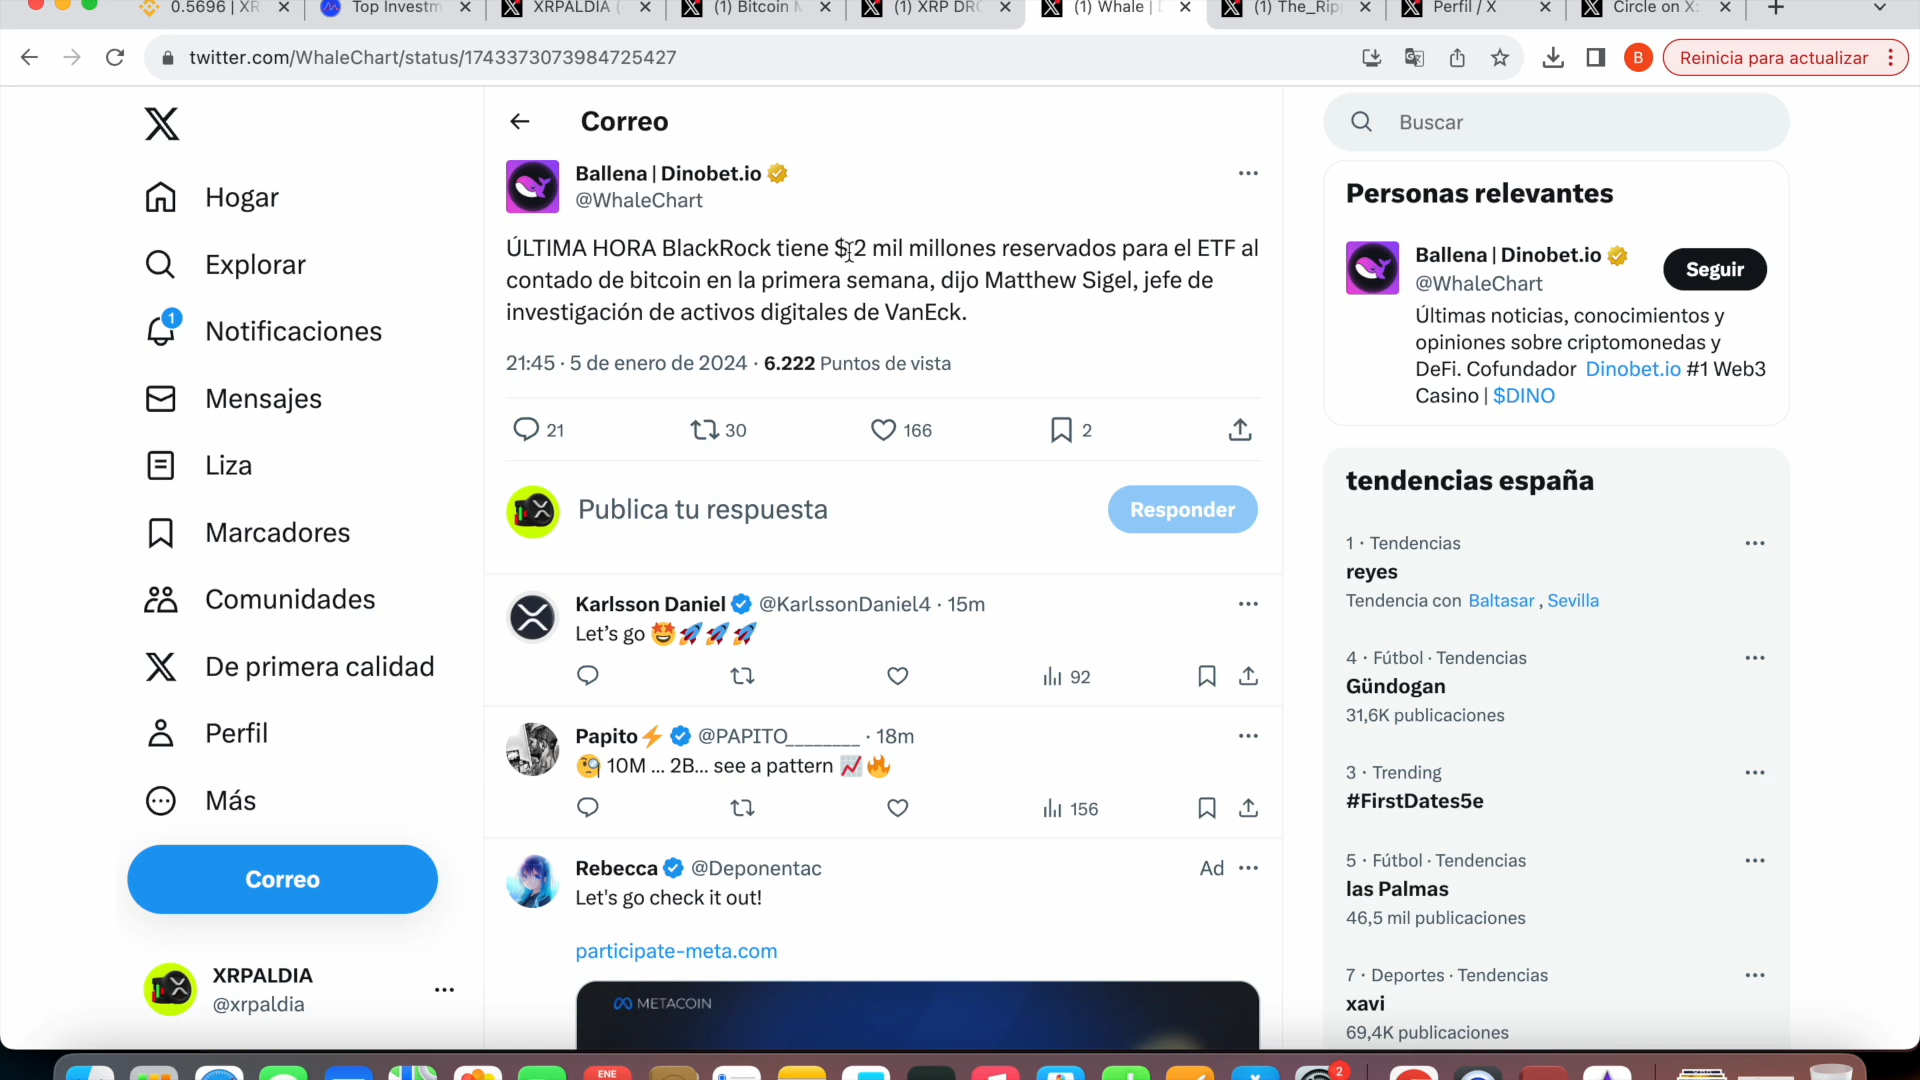 0.5696 | XR
Top Investm
XRPALDIA (
(1) Bitcoin M
(1) XRP DRO
(1) Whale | D
(1) The_Ripp
Perfil / X
Circle on X:
twitter.com/WhaleChart/status/1743373073984725427
B
Reinicia para actualizar
Hogar
Explorar
1
Notificaciones
Mensajes
Liza
Marcadores
Comunidades
De primera calidad
Perfil
Más
Correo
XRPALDIA
@xrpaldia
Correo
Ballena | Dinobet.io
@WhaleChart
ÚLTIMA HORA BlackRock tiene $ 2 mil millones reservados para el ETF al
contado de bitcoin en la primera semana, dijo Matthew Sigel, jefe de
investigación de activos digitales de VanEck.
21:45 · 5 de enero de 2024 · 6.222 Puntos de vista
21 30 166 2
Publica tu respuesta
Responder
Karlsson Daniel @KarlssonDaniel4 · 15m
Let’s go 🤩🚀🚀🚀
92
Papito⚡ @PAPITO________ · 18m
🧐 10M ... 2B... see a pattern 📈🔥
156
Rebecca @Deponentac Ad
Let's go check it out!
participate-meta.com
METACOIN
Buscar
Personas relevantes
Ballena | Dinobet.io
@WhaleChart
Seguir
Últimas noticias, conocimientos y
opiniones sobre criptomonedas y
DeFi. Cofundador Dinobet.io #1 Web3
Casino | $DINO
tendencias españa
1 · Tendencias
reyes
Tendencia con Baltasar , Sevilla
4 · Fútbol · Tendencias
Gündogan
31,6K publicaciones
3 · Trending
#FirstDates5e
5 · Fútbol · Tendencias
las Palmas
46,5 mil publicaciones
7 · Deportes · Tendencias
xavi
69,4K publicaciones
ENE
2